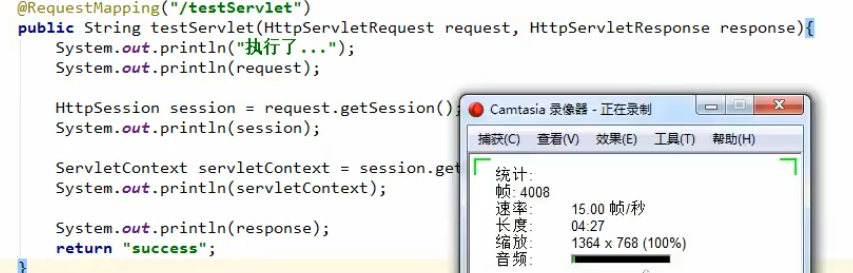 @RequestMapping("/testServlet")
public String testServlet(HttpServletRequest request, HttpServletResponse response){
System.out.println("执行了...");
System.out.println(request);
HttpSession session = request.getSession();
System.out.println(session);
ServletContext servletContext = session.get
System.out.println(servletContext);
System.out.println(response);
return "success";
}
Camtasia 录像器 - 正在录制
捕获(C) 查看(V) 效果(E) 工具(T) 帮助(H)
统计:
帧: 4008
速率: 15.00 帧/秒
长度: 04:27
缩放: 1364 x 768 (100%)
音频: